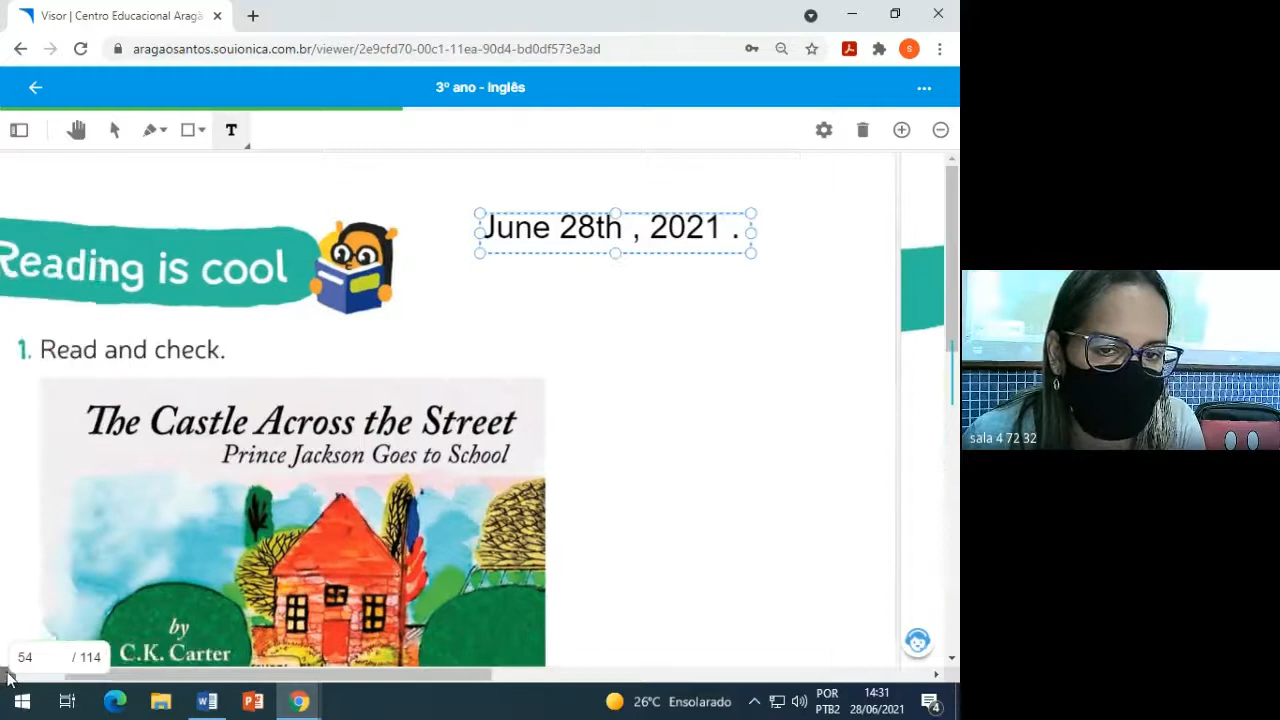 Visor | Centro Educacional Aragã
aragaosantos.souionica.com.br/viewer/2e9cfd70-00c1-11ea-90d4-bd0df573e3ad
S
3º ano - Inglês
T
June 28th , 2021 .
Reading is cool
1. Read and check.
The Castle Across the Street
Prince Jackson Goes to School
by
C.K. Carter
54 / 114
sala 4 72 32
26°C Ensolarado
POR
PTB2
14:31
28/06/2021
4